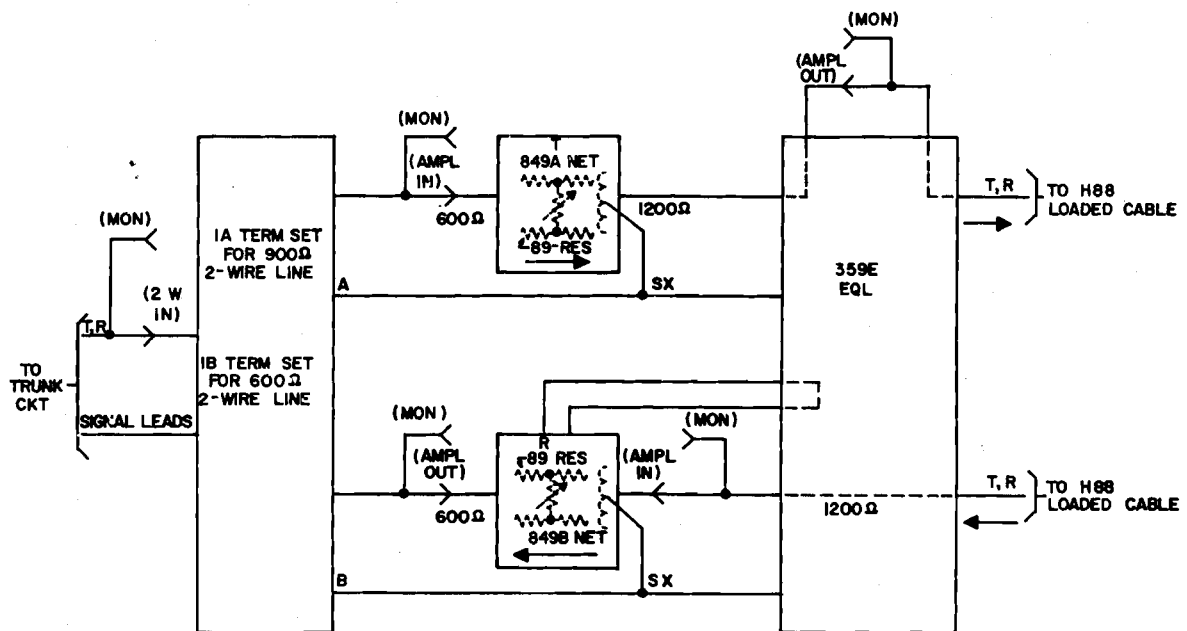 (MON)
(AMPL
OUT)
(MON)
(AMPL
IN)
600Ω
849A NET
-89-RES
1200Ω
T, R
TO H88
LOADED CABLE
(MON)
(2 W
IN)
T,R
TO
TRUNK
CKT
SIGNAL LEADS
1A TERM SET
FOR 900Ω
2-WIRE LINE
1B TERM SET
FOR 600Ω
2-WIRE LINE
A
SX
359E
EQL
(MON)
(AMPL
OUT)
600Ω
R
-89 RES
849B NET
(MON)
(AMPL
IN)
1200Ω
T, R
TO H88
LOADED CABLE
B
SX